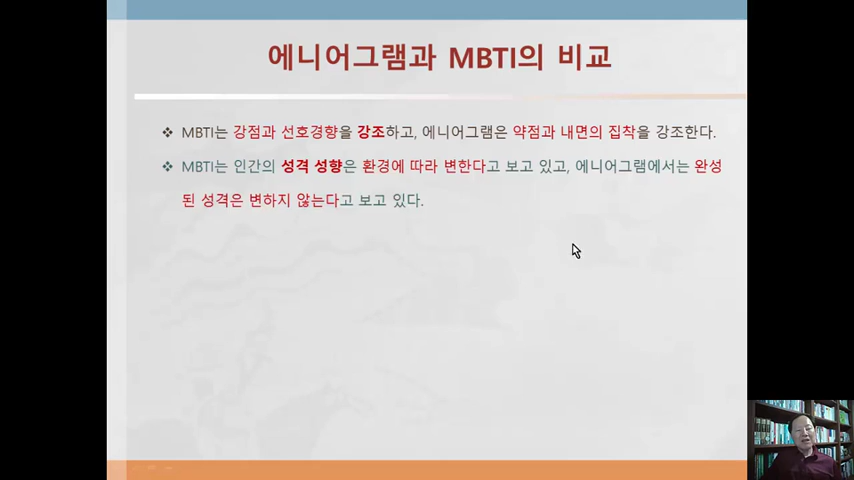 에니어그램과 MBTI의 비교
❖ MBTI는 강점과 선호경향을 강조하고, 에니어그램은 약점과 내면의 집착을 강조한다.
❖ MBTI는 인간의 성격 성향은 환경에 따라 변한다고 보고 있고, 에니어그램에서는 완성
된 성격은 변하지 않는다고 보고 있다.